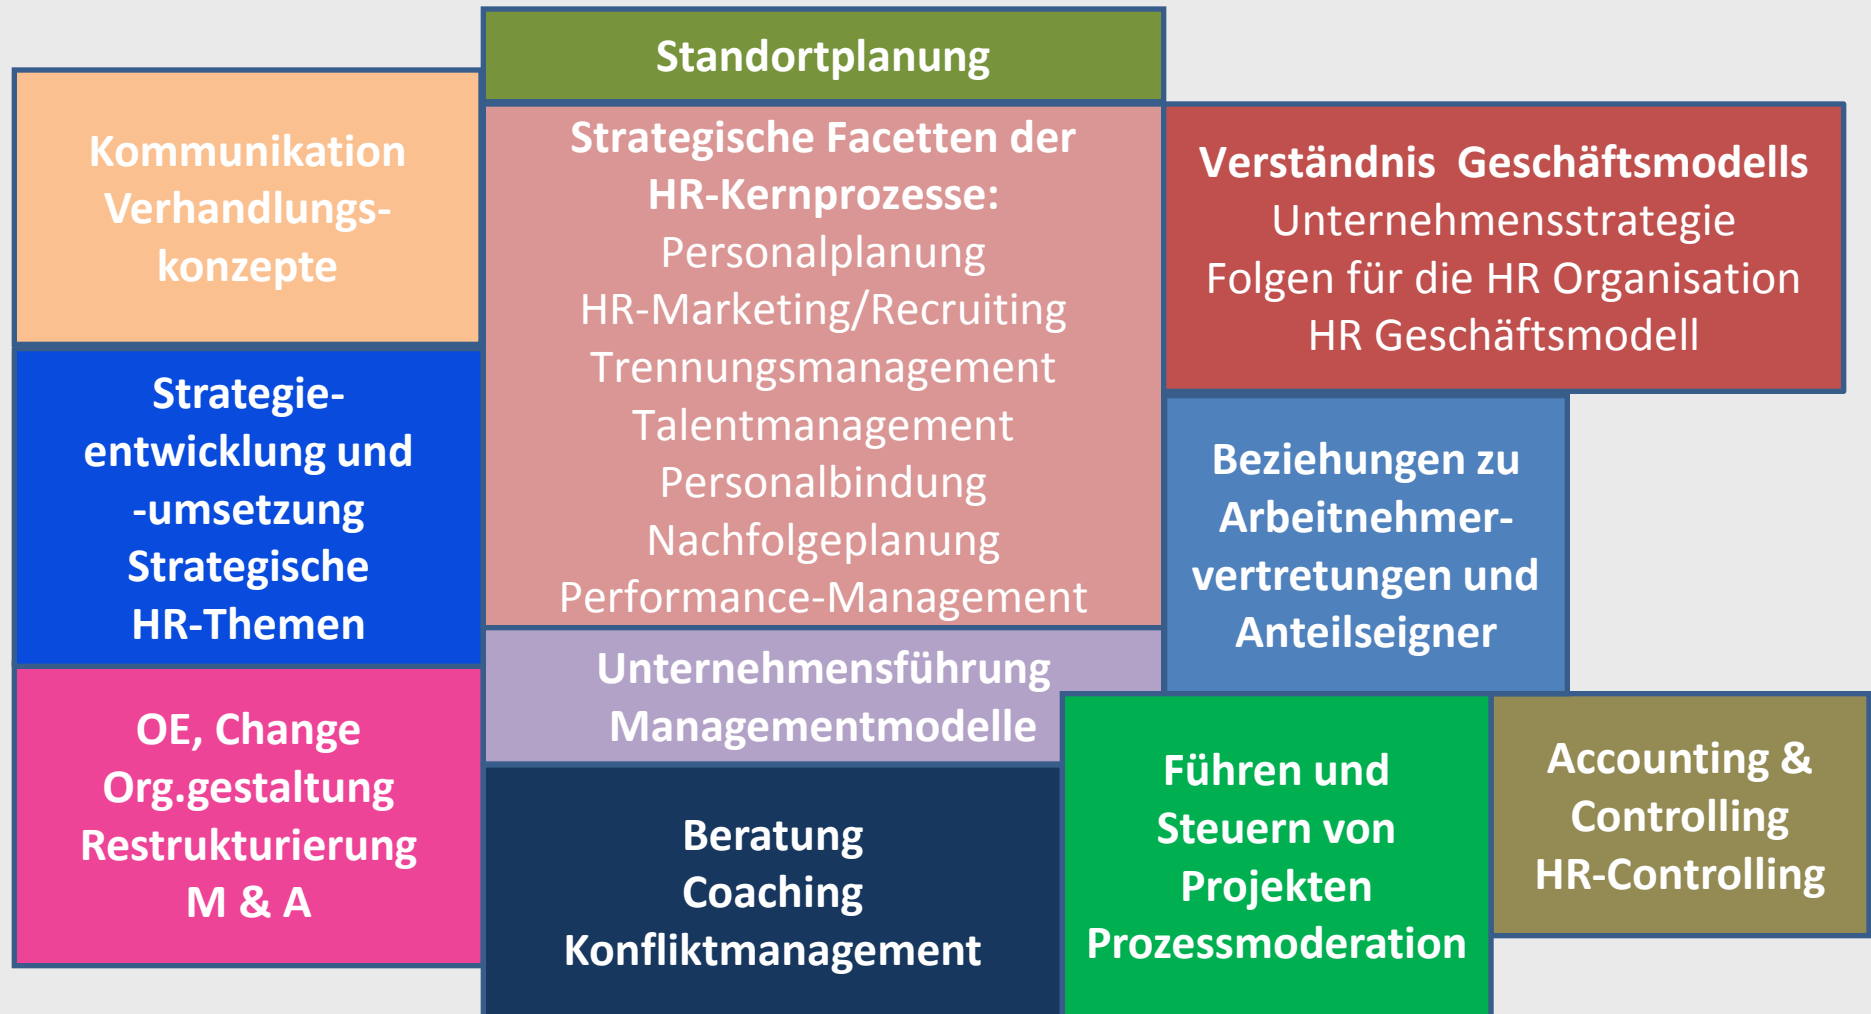 Standortplanung
Kommunikation
Verhandlungs-
konzepte
Strategische Facetten der
HR-Kernprozesse:
Personalplanung
HR-Marketing/Recruiting
Trennungsmanagement
Talentmanagement
Personalbindung
Nachfolgeplanung
Performance-Management
Verständnis Geschäftsmodells
Unternehmensstrategie
Folgen für die HR Organisation
HR Geschäftsmodell
Strategie-
entwicklung und
-umsetzung
Strategische
HR-Themen
Beziehungen zu
Arbeitnehmer-
vertretungen und
Anteilseigner
Unternehmensführung
Managementmodelle
OE, Change
Org.gestaltung
Restrukturierung
M & A
Beratung
Coaching
Konfliktmanagement
Führen und
Steuern von
Projekten
Prozessmoderation
Accounting &
Controlling
HR-Controlling